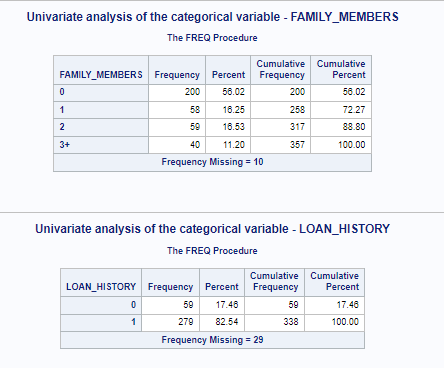 Univariate analysis of the categorical variable - FAMILY_MEMBERS
The FREQ Procedure
FAMILY_MEMBERS Frequency Percent Cumulative Frequency Cumulative Percent
0 200 56.02 200 56.02
1 58 16.25 258 72.27
2 59 16.53 317 88.80
3+ 40 11.20 357 100.00
Frequency Missing = 10
Univariate analysis of the categorical variable - LOAN_HISTORY
The FREQ Procedure
LOAN_HISTORY Frequency Percent Cumulative Frequency Cumulative Percent
0 59 17.46 59 17.46
1 279 82.54 338 100.00
Frequency Missing = 29